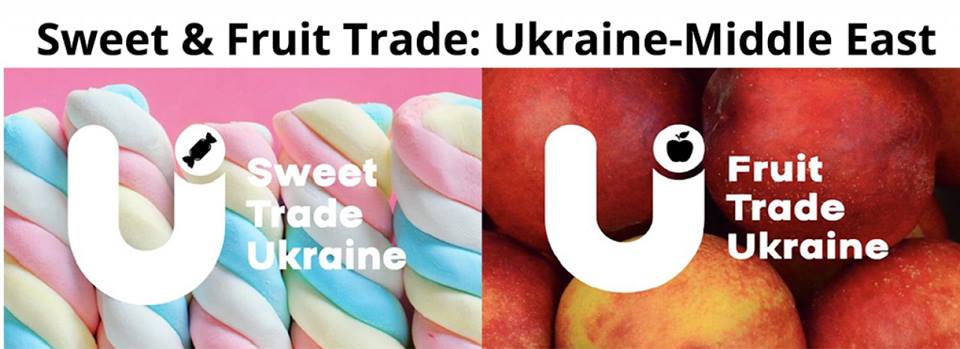 Sweet & Fruit Trade: Ukraine-Middle East
Sweet
Trade
Ukraine
Fruit
Trade
Ukraine